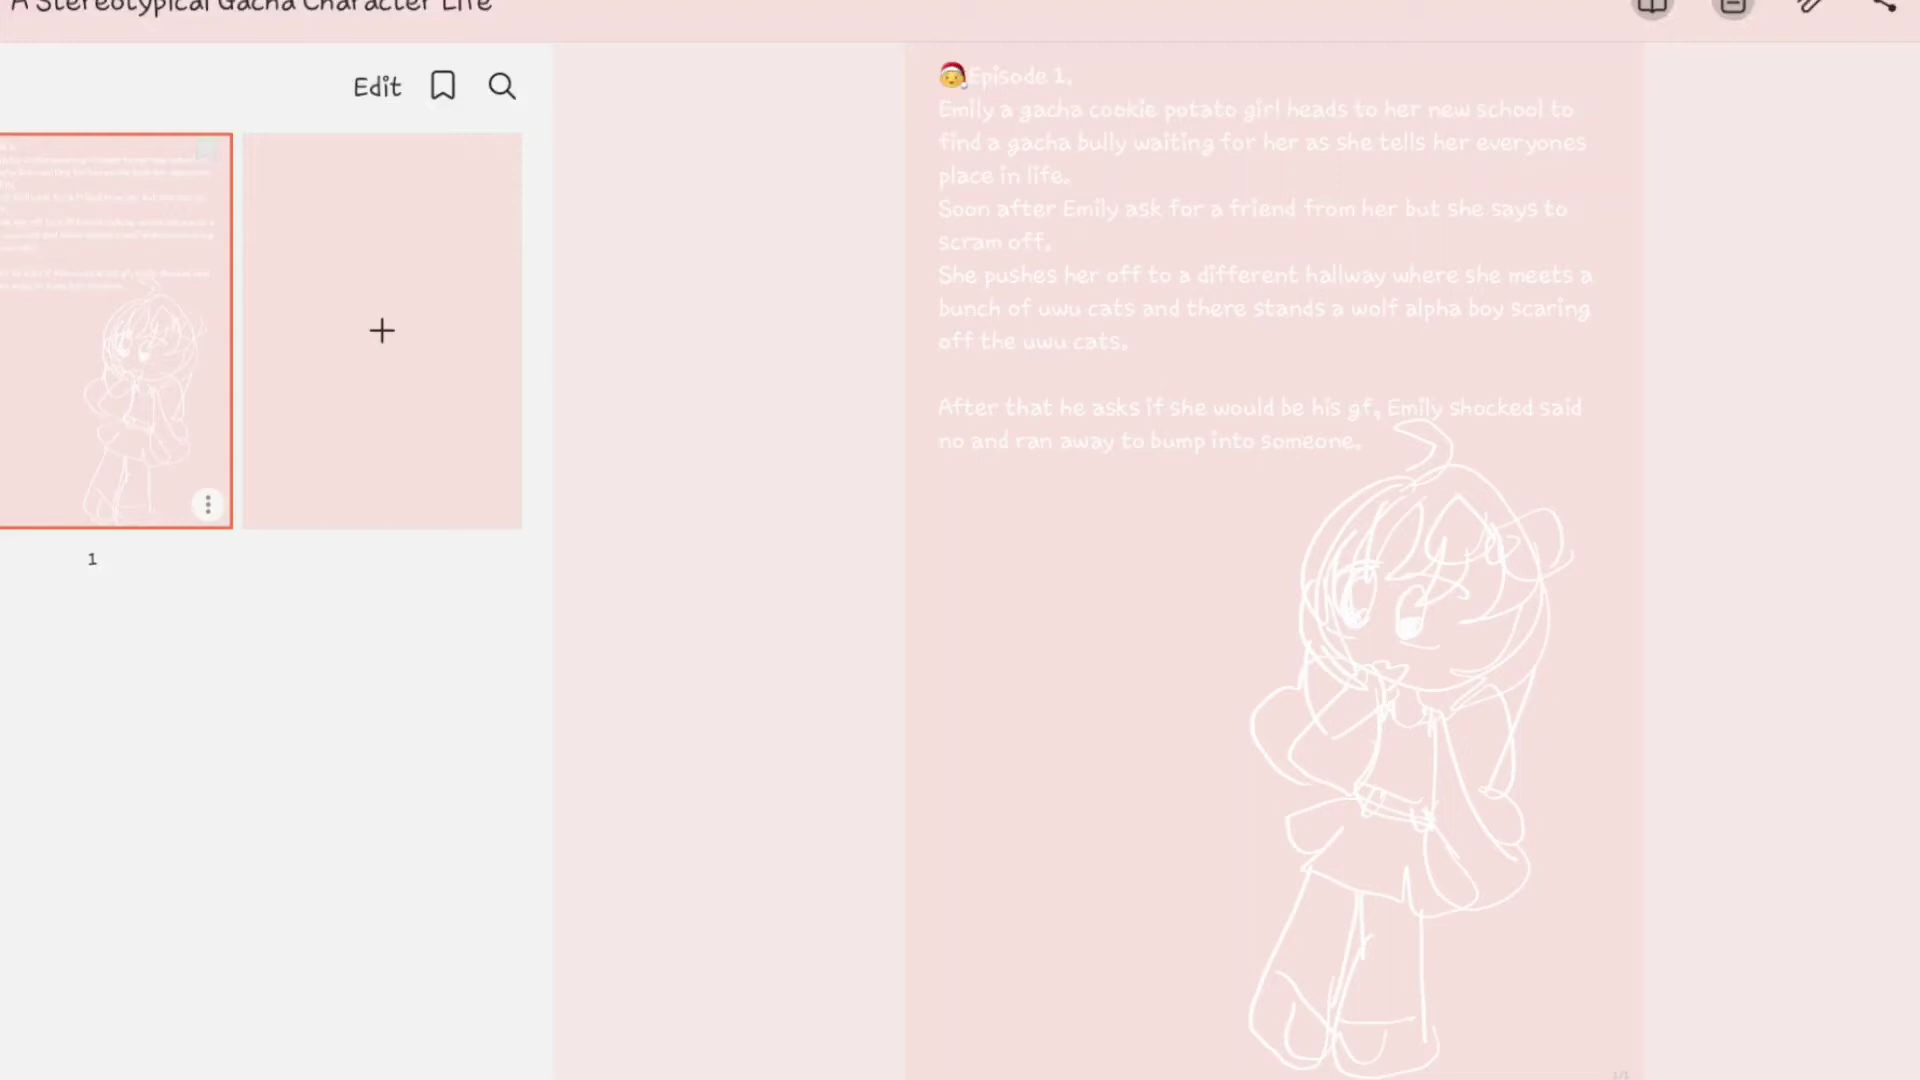 A Stereotypical Gacha Character Life
Edit
1
Episode 1.
Emily a gacha cookie potato girl heads to her new school to
find a gacha bully waiting for her as she tells her everyones
place in life.
Soon after Emily ask for a friend from her but she says to
scram off.
She pushes her off to a different hallway where she meets a
bunch of uwu cats and there stands a wolf alpha boy scaring
off the uwu cats.
After that he asks if she would be his gf, Emily shocked said
no and ran away to bump into someone.
1/1